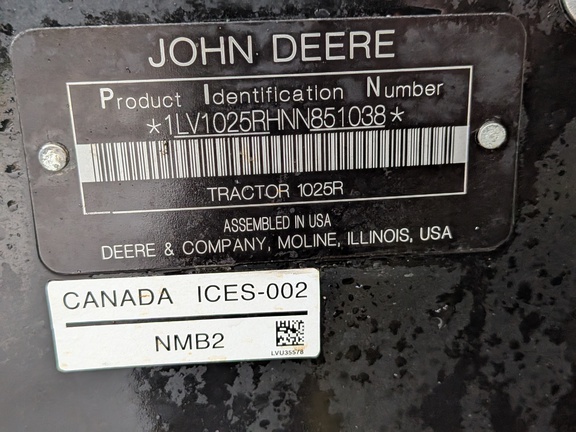 JOHN DEERE
Product Identification Number
*1LV1025RHNN851038*
TRACTOR 1025R
ASSEMBLED IN USA
DEERE & COMPANY, MOLINE, ILLINOIS, USA
CANADA ICES-002
NMB2
LVU35578